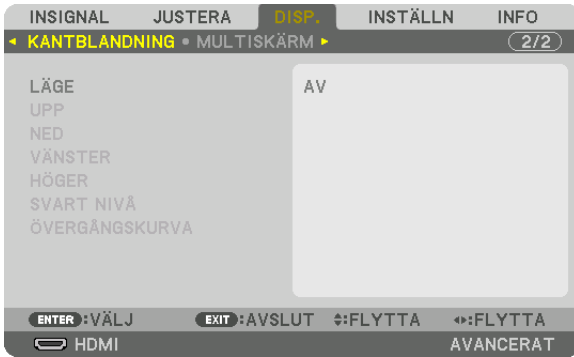 INSIGNAL JUSTERA DISP. INSTÄLLN INFO
KANTBLANDNING • MULTISKÄRM 2/2
LÄGE AV
UPP
NED
VÄNSTER
HÖGER
SVART NIVÅ
ÖVERGÅNGSKURVA
ENTER :VÄLJ EXIT :AVSLUT :FLYTTA :FLYTTA
HDMI AVANCERAT